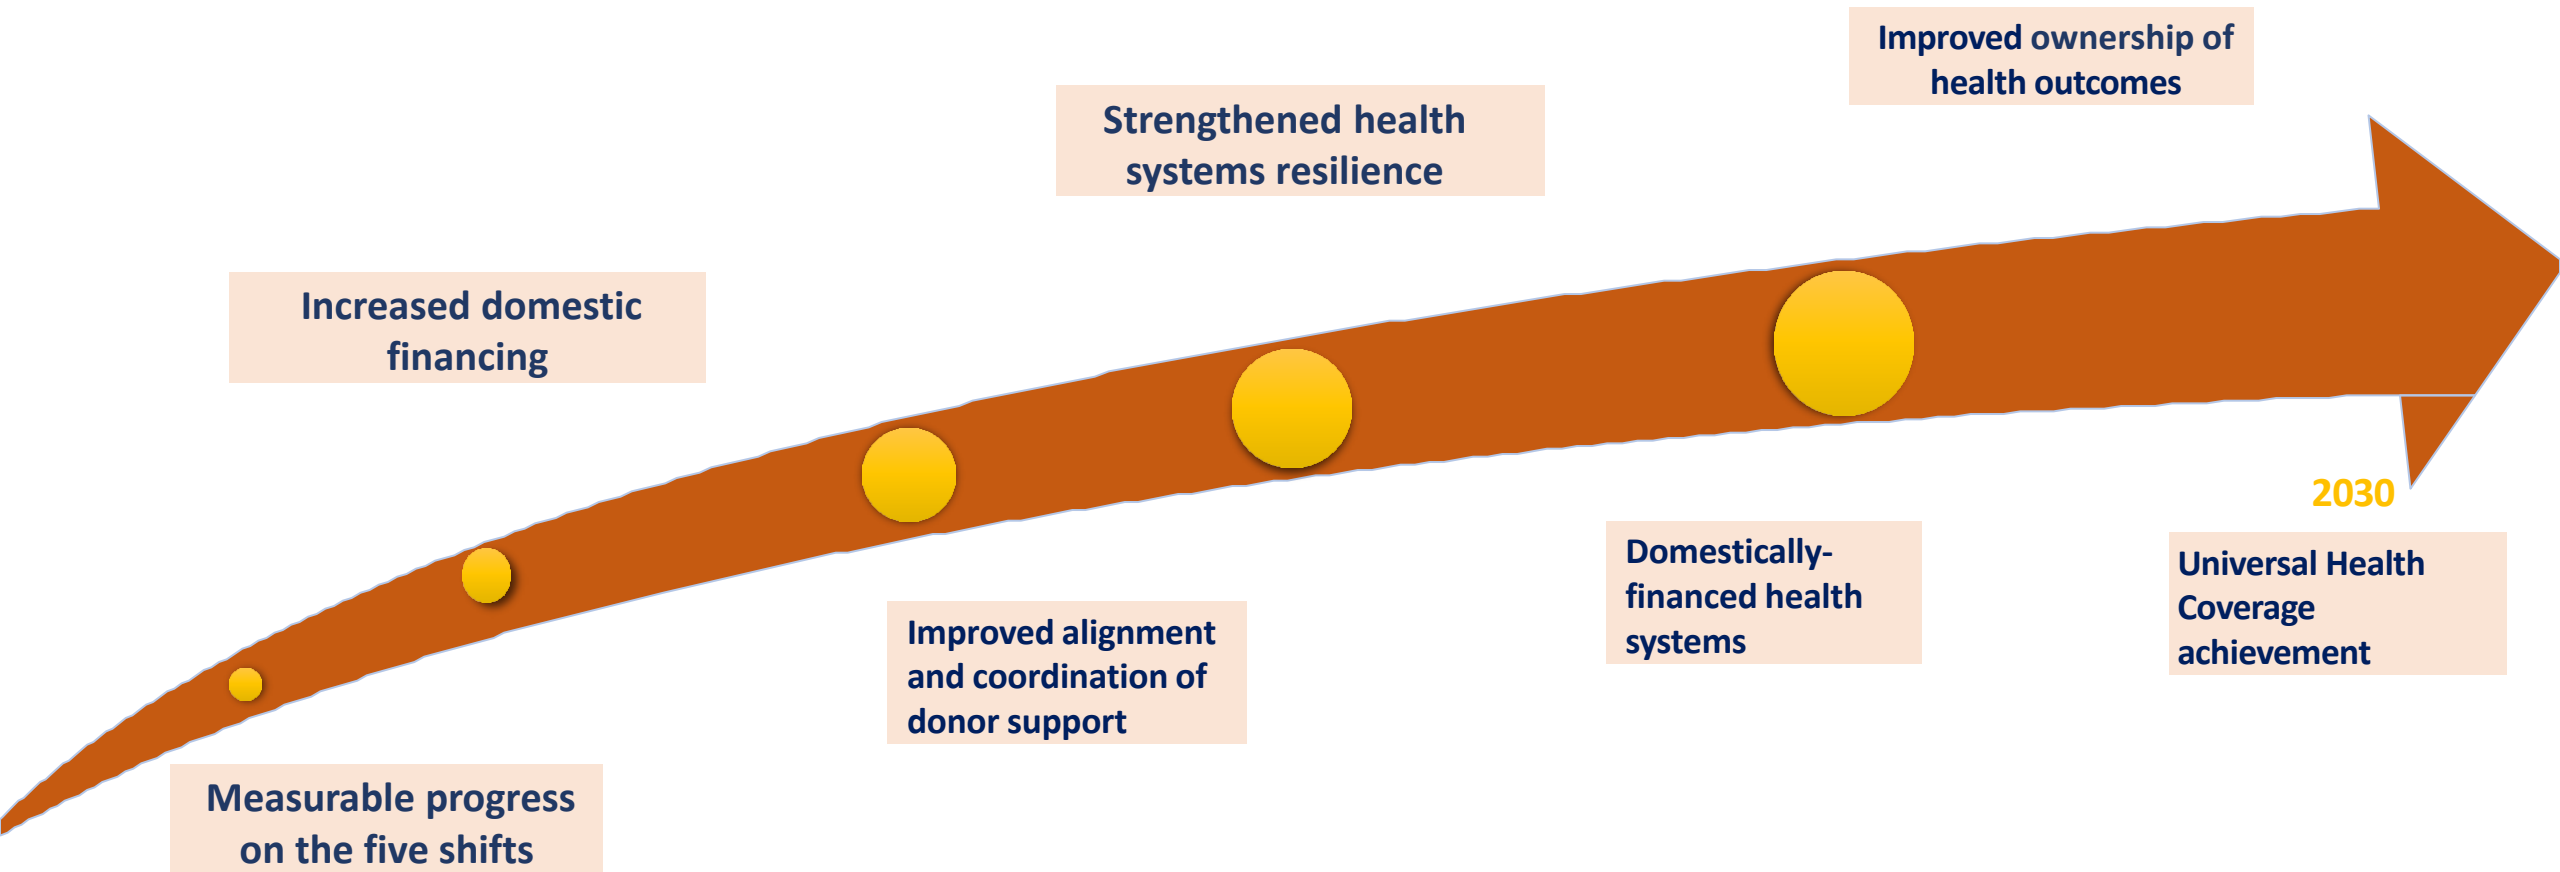 Improved ownership of
health outcomes
Strengthened health
systems resilience
Increased domestic
financing
2030
Domestically-
financed health
systems
Universal Health
Coverage
achievement
Improved alignment
and coordination of
donor support
Measurable progress
on the five shifts